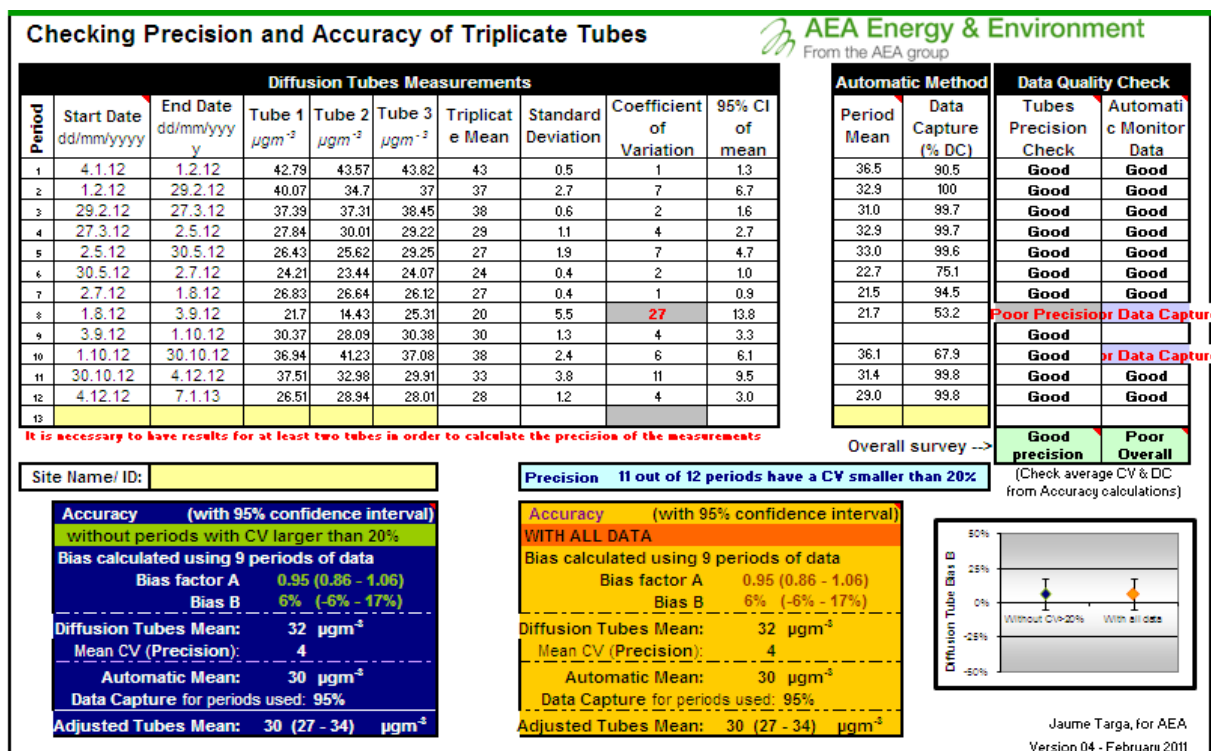 Checking Precision and Accuracy of Triplicate Tubes
AEA Energy & Environment
From the AEA group
Diffusion Tubes Measurements
Automatic Method
Data Quality Check
Period
Start Date dd/mm/yyyy
End Date dd/mm/yyyy
Tube 1 µgm⁻³
Tube 2 µgm⁻³
Tube 3 µgm⁻³
Triplicate Mean
Standard Deviation
Coefficient of Variation
95% CI of mean
Period Mean
Data Capture (% DC)
Tubes Precision Check
Automatic Monitor Data
1 4.1.12 1.2.12 42.79 43.57 43.82 43 0.5 1 1.3 36.5 90.5 Good Good
2 1.2.12 29.2.12 40.07 34.7 37 37 2.7 7 6.7 32.9 100 Good Good
3 29.2.12 27.3.12 37.39 37.31 38.45 38 0.6 2 1.6 31.0 99.7 Good Good
4 27.3.12 2.5.12 27.84 30.01 29.22 29 1.1 4 2.7 32.9 99.7 Good Good
5 2.5.12 30.5.12 26.43 25.62 29.25 27 1.9 7 4.7 33.0 99.6 Good Good
6 30.5.12 2.7.12 24.21 23.44 24.07 24 0.4 2 1.0 22.7 75.1 Good Good
7 2.7.12 1.8.12 26.83 26.64 26.12 27 0.4 1 0.9 21.5 94.5 Good Good
8 1.8.12 3.9.12 21.7 14.43 25.31 20 5.5 27 13.8 21.7 53.2 Poor Precision or Data Capture
9 3.9.12 1.10.12 30.37 28.09 30.38 30 1.3 4 3.3 Good
10 1.10.12 30.10.12 36.94 41.23 37.08 38 2.4 6 6.1 36.1 67.9 Good or Data Capture
11 30.10.12 4.12.12 37.51 32.98 29.91 33 3.8 11 9.5 31.4 99.8 Good Good
12 4.12.12 7.1.13 26.51 28.94 28.01 28 1.2 4 3.0 29.0 99.8 Good Good
13
It is necessary to have results for at least two tubes in order to calculate the precision of the measurements
Overall survey --> Good precision Poor Overall
Site Name/ ID:
Precision 11 out of 12 periods have a CV smaller than 20%
(Check average CV & DC
from Accuracy calculations)
Accuracy (with 95% confidence interval)
without periods with CV larger than 20%
Bias calculated using 9 periods of data
Bias factor A 0.95 (0.86 - 1.06)
Bias B 6% (-6% - 17%)
Diffusion Tubes Mean: 32 µgm⁻³
Mean CV (Precision): 4
Automatic Mean: 30 µgm⁻³
Data Capture for periods used: 95%
Adjusted Tubes Mean: 30 (27 - 34) µgm⁻³
Accuracy (with 95% confidence interval)
WITH ALL DATA
Bias calculated using 9 periods of data
Bias factor A 0.95 (0.86 - 1.06)
Bias B 6% (-6% - 17%)
Diffusion Tubes Mean: 32 µgm⁻³
Mean CV (Precision): 4
Automatic Mean: 30 µgm⁻³
Data Capture for periods used: 95%
Adjusted Tubes Mean: 30 (27 - 34) µgm⁻³
Diffusion Tube Bias B
50%
25%
0%
-25%
-50%
Without CV>20%
With all data
Jaume Targa, for AEA
Version 04 - February 2011